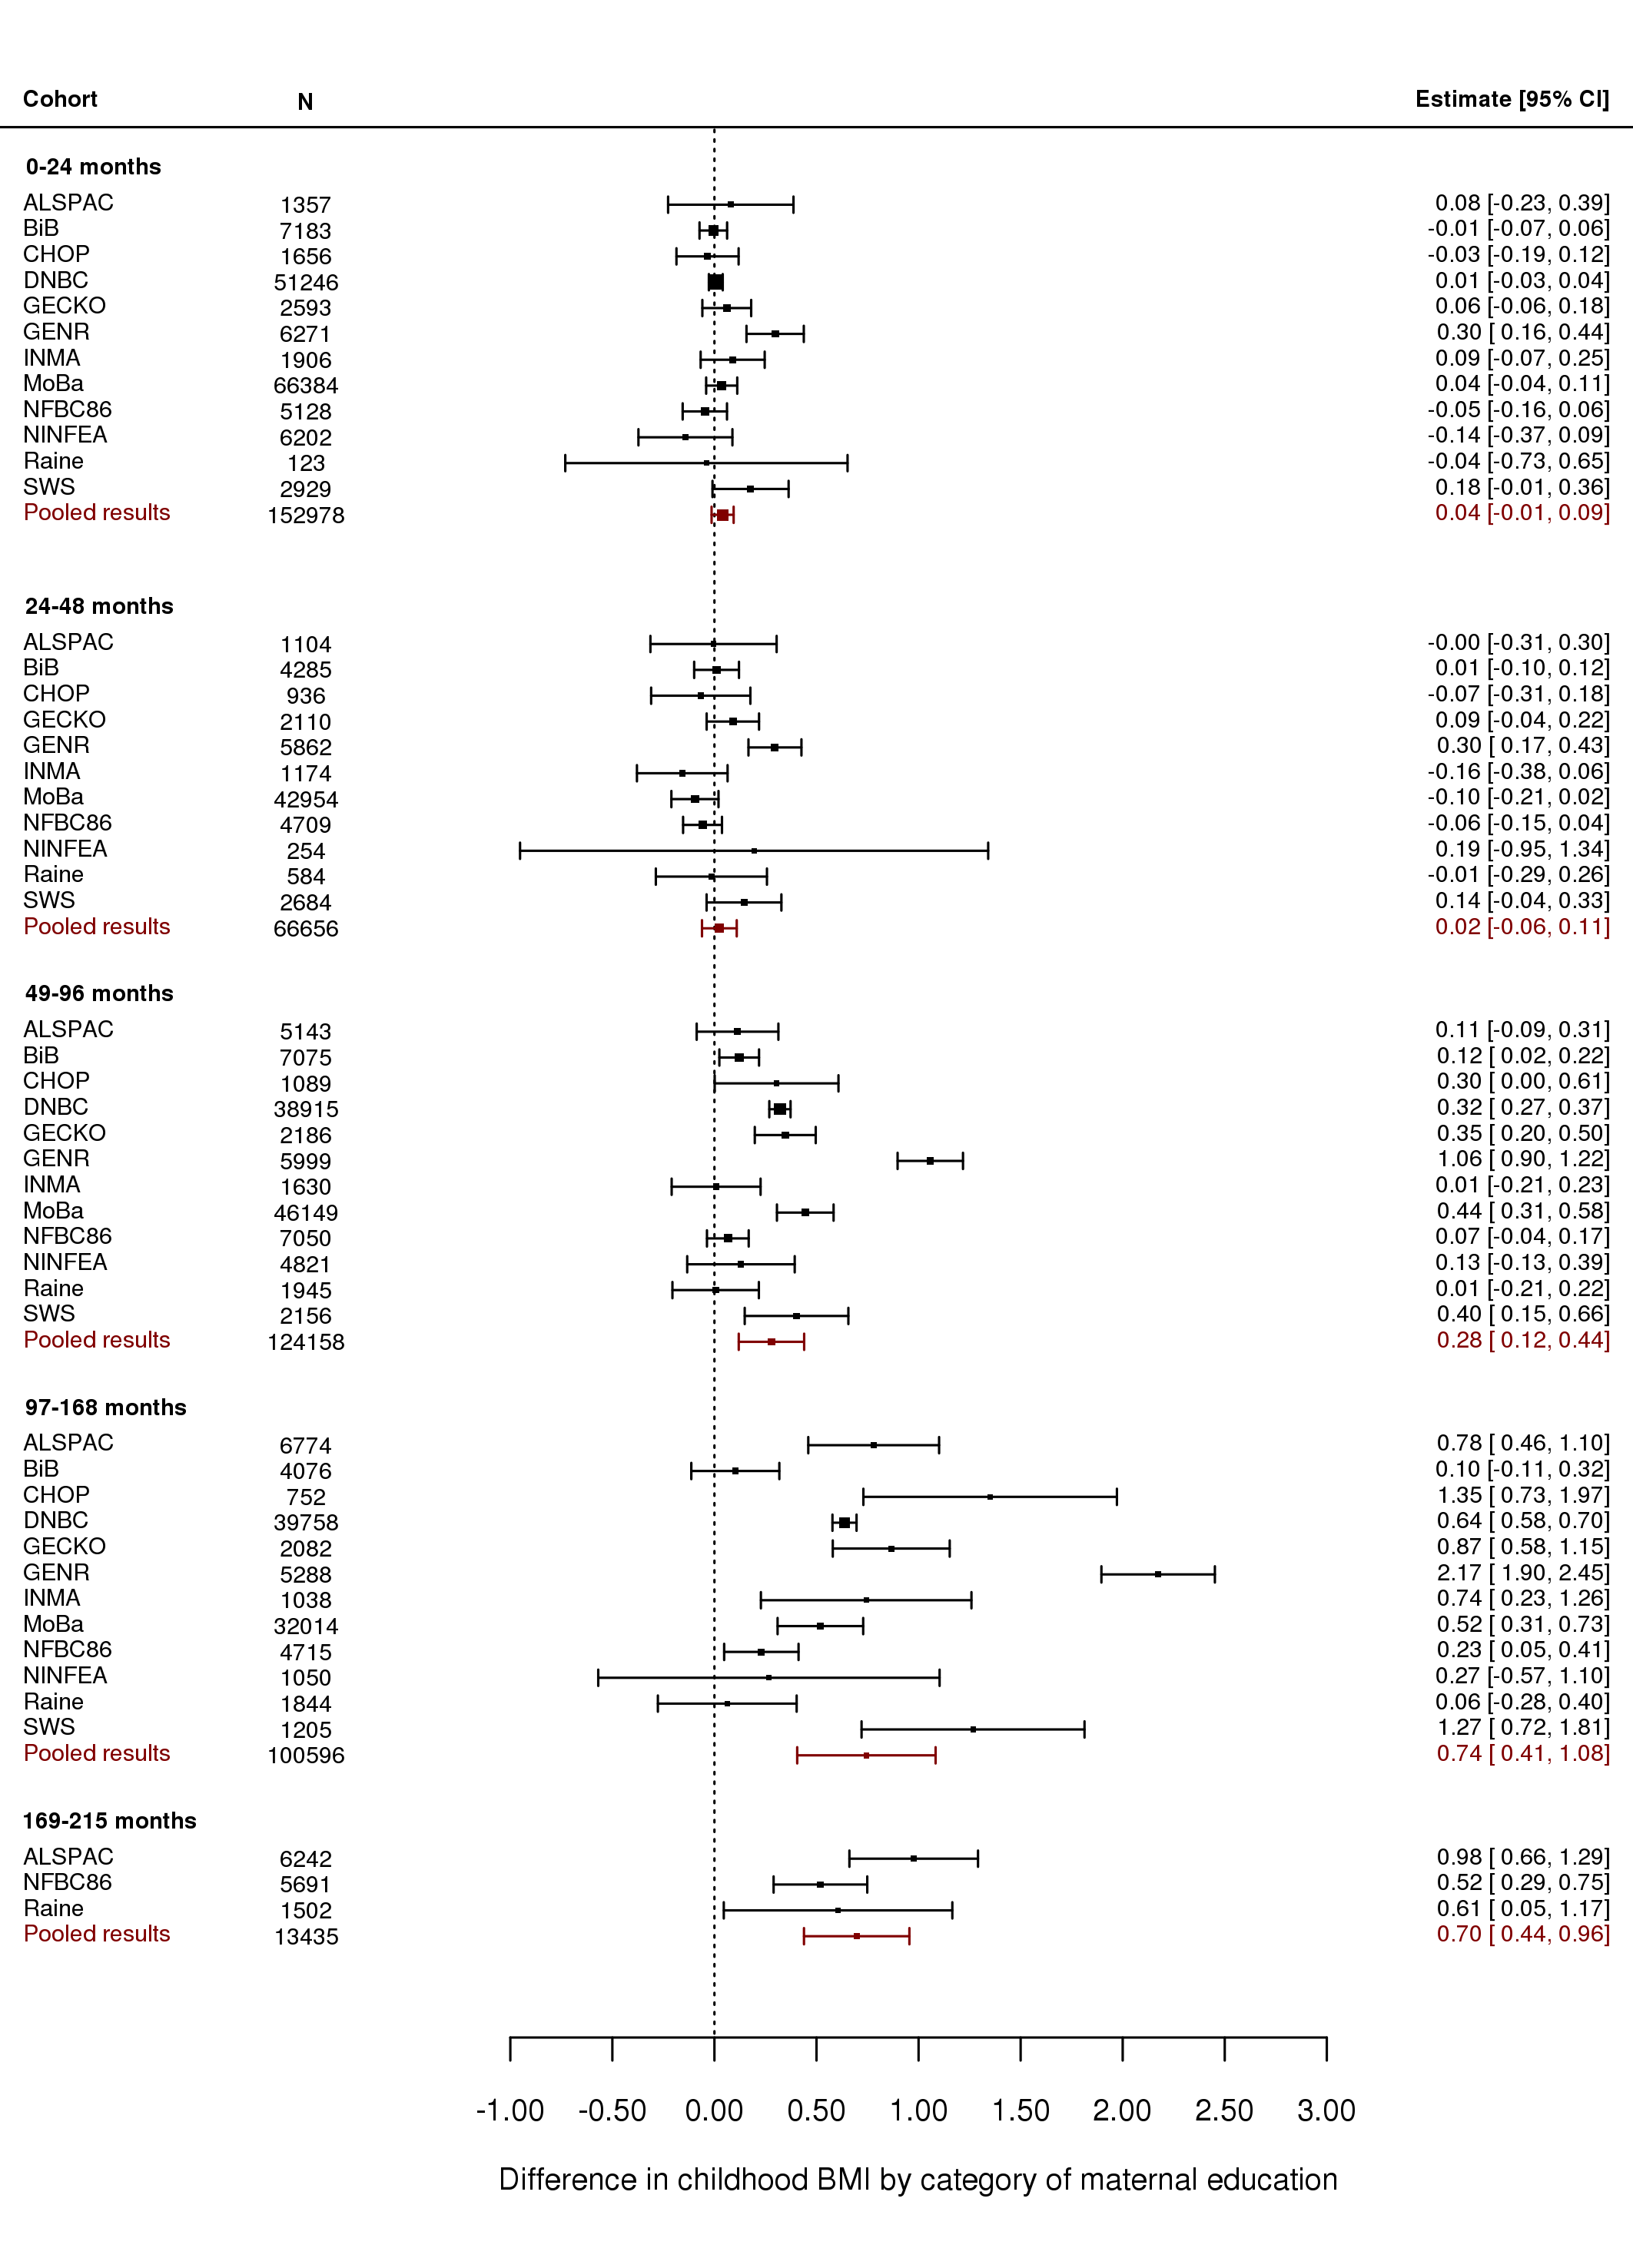 Cohort N Estimate [95% CI]
0-24 months
ALSPAC 1357 0.08 [-0.23, 0.39]
BiB 7183 -0.01 [-0.07, 0.06]
CHOP 1656 -0.03 [-0.19, 0.12]
DNBC 51246 0.01 [-0.03, 0.04]
GECKO 2593 0.06 [-0.06, 0.18]
GENR 6271 0.30 [ 0.16, 0.44]
INMA 1906 0.09 [-0.07, 0.25]
MoBa 66384 0.04 [-0.04, 0.11]
NFBC86 5128 -0.05 [-0.16, 0.06]
NINFEA 6202 -0.14 [-0.37, 0.09]
Raine 123 -0.04 [-0.73, 0.65]
SWS 2929 0.18 [-0.01, 0.36]
Pooled results 152978 0.04 [-0.01, 0.09]
24-48 months
ALSPAC 1104 -0.00 [-0.31, 0.30]
BiB 4285 0.01 [-0.10, 0.12]
CHOP 936 -0.07 [-0.31, 0.18]
GECKO 2110 0.09 [-0.04, 0.22]
GENR 5862 0.30 [ 0.17, 0.43]
INMA 1174 -0.16 [-0.38, 0.06]
MoBa 42954 -0.10 [-0.21, 0.02]
NFBC86 4709 -0.06 [-0.15, 0.04]
NINFEA 254 0.19 [-0.95, 1.34]
Raine 584 -0.01 [-0.29, 0.26]
SWS 2684 0.14 [-0.04, 0.33]
Pooled results 66656 0.02 [-0.06, 0.11]
49-96 months
ALSPAC 5143 0.11 [-0.09, 0.31]
BiB 7075 0.12 [ 0.02, 0.22]
CHOP 1089 0.30 [ 0.00, 0.61]
DNBC 38915 0.32 [ 0.27, 0.37]
GECKO 2186 0.35 [ 0.20, 0.50]
GENR 5999 1.06 [ 0.90, 1.22]
INMA 1630 0.01 [-0.21, 0.23]
MoBa 46149 0.44 [ 0.31, 0.58]
NFBC86 7050 0.07 [-0.04, 0.17]
NINFEA 4821 0.13 [-0.13, 0.39]
Raine 1945 0.01 [-0.21, 0.22]
SWS 2156 0.40 [ 0.15, 0.66]
Pooled results 124158 0.28 [ 0.12, 0.44]
97-168 months
ALSPAC 6774 0.78 [ 0.46, 1.10]
BiB 4076 0.10 [-0.11, 0.32]
CHOP 752 1.35 [ 0.73, 1.97]
DNBC 39758 0.64 [ 0.58, 0.70]
GECKO 2082 0.87 [ 0.58, 1.15]
GENR 5288 2.17 [ 1.90, 2.45]
INMA 1038 0.74 [ 0.23, 1.26]
MoBa 32014 0.52 [ 0.31, 0.73]
NFBC86 4715 0.23 [ 0.05, 0.41]
NINFEA 1050 0.27 [-0.57, 1.10]
Raine 1844 0.06 [-0.28, 0.40]
SWS 1205 1.27 [ 0.72, 1.81]
Pooled results 100596 0.74 [ 0.41, 1.08]
169-215 months
ALSPAC 6242 0.98 [ 0.66, 1.29]
NFBC86 5691 0.52 [ 0.29, 0.75]
Raine 1502 0.61 [ 0.05, 1.17]
Pooled results 13435 0.70 [ 0.44, 0.96]
-1.00 -0.50 0.00 0.50 1.00 1.50 2.00 2.50 3.00
Difference in childhood BMI by category of maternal education